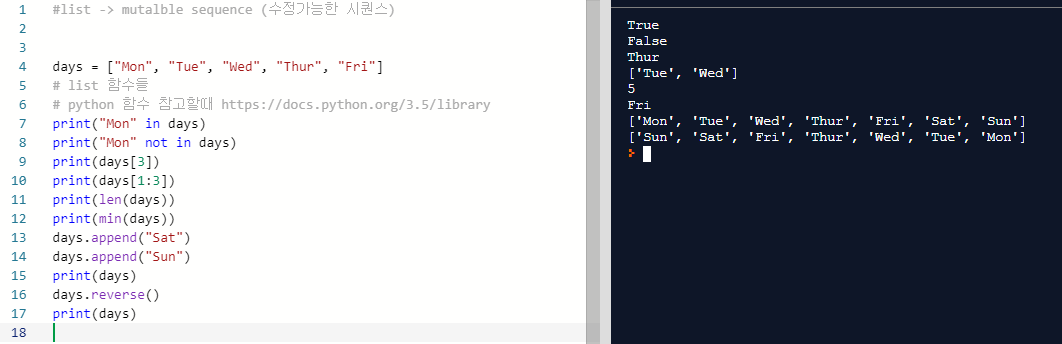 1 #list -> mutalble sequence (수정가능한 시퀀스)
2
3
4 days = ["Mon", "Tue", "Wed", "Thur", "Fri"]
5 # list 함수들
6 # python 함수 참고할때 https://docs.python.org/3.5/library
7 print("Mon" in days)
8 print("Mon" not in days)
9 print(days[3])
10 print(days[1:3])
11 print(len(days))
12 print(min(days))
13 days.append("Sat")
14 days.append("Sun")
15 print(days)
16 days.reverse()
17 print(days)
18
True
False
Thur
['Tue', 'Wed']
5
Fri
['Mon', 'Tue', 'Wed', 'Thur', 'Fri', 'Sat', 'Sun']
['Sun', 'Sat', 'Fri', 'Thur', 'Wed', 'Tue', 'Mon']